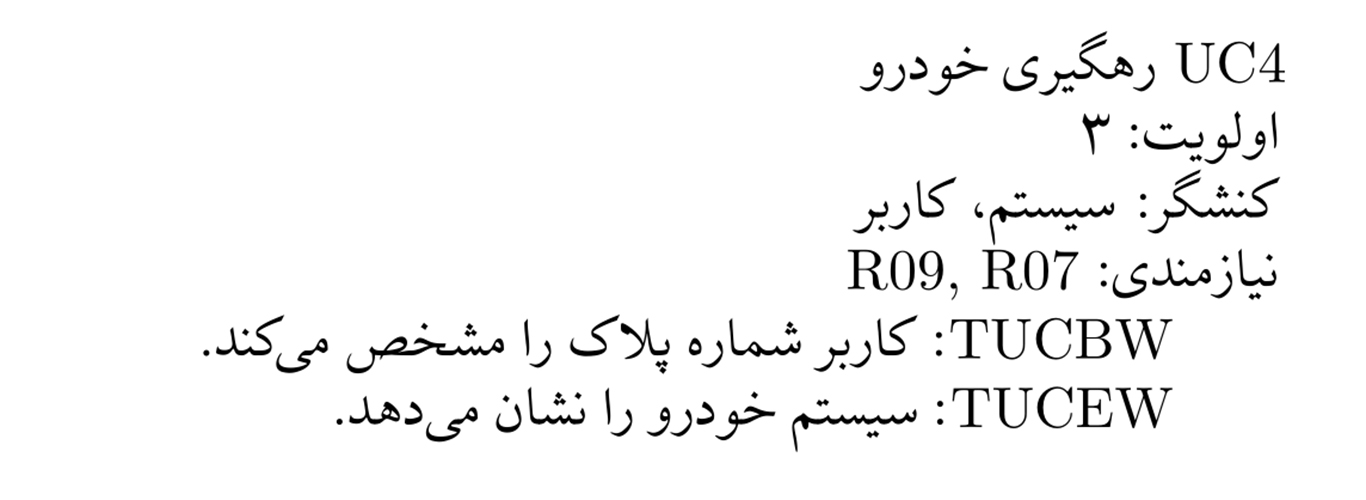 UC4 رهگیری خودرو
اولویت: ۳
کنشگر: سیستم، کاربر
نیازمندی: R09, R07
TUCBW: کاربر شماره پلاک را مشخص می‌کند.
TUCEW: سیستم خودرو را نشان می‌دهد.